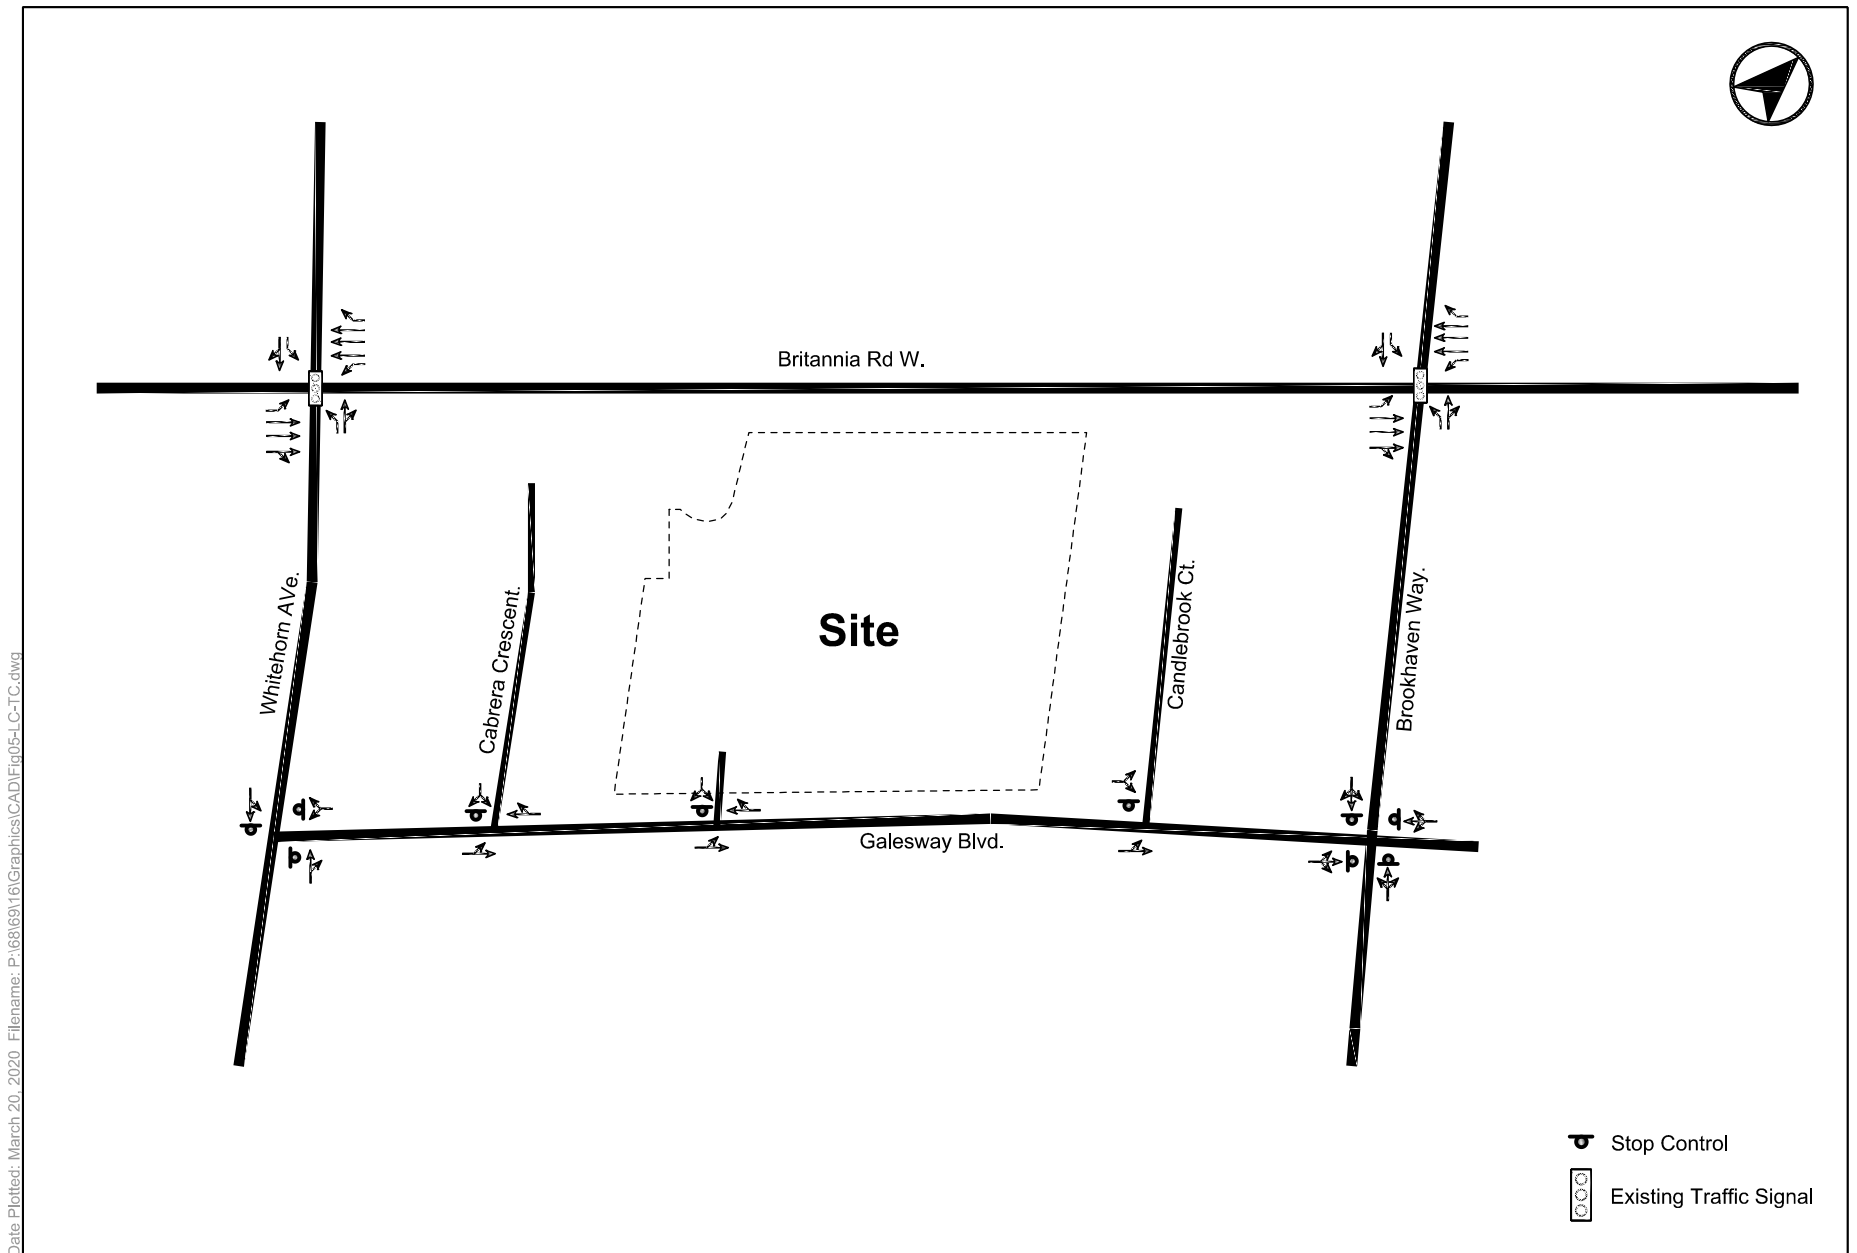 Britannia Rd W.
Whitehorn AVe.
Cabrera Crescent.
Site
Candlebrook Ct.
Brookhaven Way.
Galesway Blvd.
Stop Control
Existing Traffic Signal
Date Plotted: March 20, 2020 Filename: P:\68\69\16\Graphics\CAD\Fig05-LC-TC.dwg